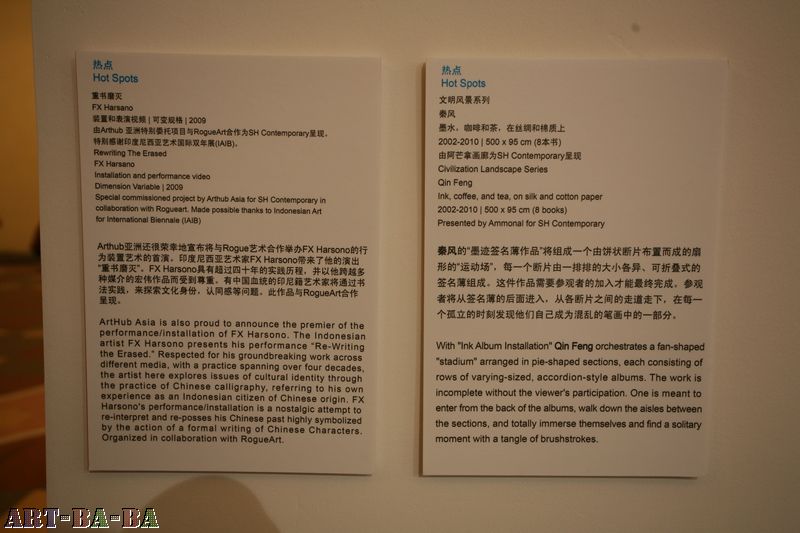 热点
Hot Spots
重书磨灭
FX Harsano
装置和表演视频 | 可变规格 | 2009
由Arthub 亚洲特别委托项目与RogueArt合作为SH Contemporary呈现。
特别感谢印度尼西亚艺术国际双年展(IAIB)。
Rewriting The Erased
FX Harsano
Installation and performance video
Dimension Variable | 2009
Special commissioned project by Arthub Asia for SH Contemporary in
collaboration with Rogueart. Made possible thanks to Indonesian Art
for International Biennale (IAIB)
Arthub亚洲还很荣幸地宣布将与Rogue艺术合作举办FX Harsono的行
为装置艺术的首演。印度尼西亚艺术家FX Harsono带来了他的演出
“重书磨灭”。FX Harsono具有超过四十年的实践历程，并以他跨越多
种媒介的宏伟作品而受到尊重。有中国血统的印尼籍艺术家将通过书
法实践，来探索文化身份，认同感等问题。此作品与RogueArt合作
呈现。
ArtHub Asia is also proud to announce the premier of the
performance/installation of FX Harsono. The Indonesian
artist FX Harsono presents his performance “Re-Writing
the Erased.” Respected for his groundbreaking work across
different media, with a practice spanning over four decades,
the artist here explores issues of cultural identity through
the practice of Chinese calligraphy, referring to his own
experience as an Indonesian citizen of Chinese origin. FX
Harsono's performance/installation is a nostalgic attempt to
re-interpret and re-posses his Chinese past highly symbolized
by the action of a formal writing of Chinese Characters.
Organized in collaboration with RogueArt.
热点
Hot Spots
文明风景系列
秦风
墨水，咖啡和茶，在丝绸和棉质上
2002-2010 | 500 x 95 cm (8本书)
由阿芒拿画廊为SH Contemporary呈现
Civilization Landscape Series
Qin Feng
Ink, coffee, and tea, on silk and cotton paper
2002-2010 | 500 x 95 cm (8 books)
Presented by Ammonal for SH Contemporary
秦风的“墨迹签名薄作品”将组成一个由饼状断片布置而成的扇
形的“运动场”，每一个断片由一排排的大小各异、可折叠式的
签名薄组成。这件作品需要参观者的加入才能最终完成。参观
者将从签名薄的后面进入，从各断片之间的走道走下，在每一
个孤立的时刻发现他们自己成为混乱的笔画中的一部分。
With "Ink Album Installation" Qin Feng orchestrates a fan-shaped
"stadium" arranged in pie-shaped sections, each consisting of
rows of varying-sized, accordion-style albums. The work is
incomplete without the viewer's participation. One is meant to
enter from the back of the albums, walk down the aisles between
the sections, and totally immerse themselves and find a solitary
moment with a tangle of brushstrokes.
ART-BA-BA